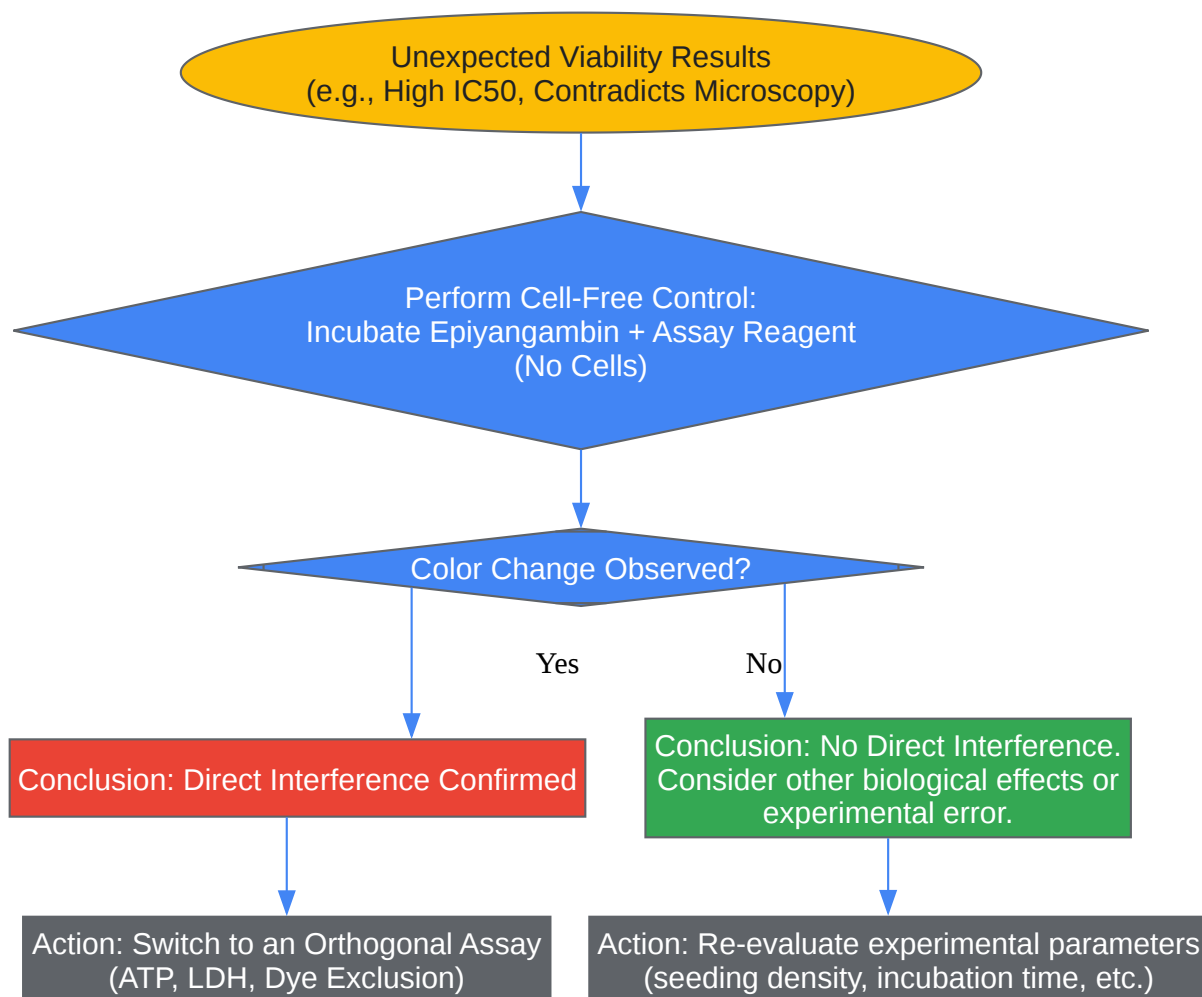 Unexpected Viability Results
(e.g., High IC50, Contradicts Microscopy)
Perform Cell-Free Control:
Incubate Epiyangambin + Assay Reagent
(No Cells)
Color Change Observed?
Yes
No
Conclusion: Direct Interference Confirmed
Conclusion: No Direct Interference.
Consider other biological effects or
experimental error.
Action: Switch to an Orthogonal Assay
(ATP, LDH, Dye Exclusion)
Action: Re-evaluate experimental parameters
(seeding density, incubation time, etc.)